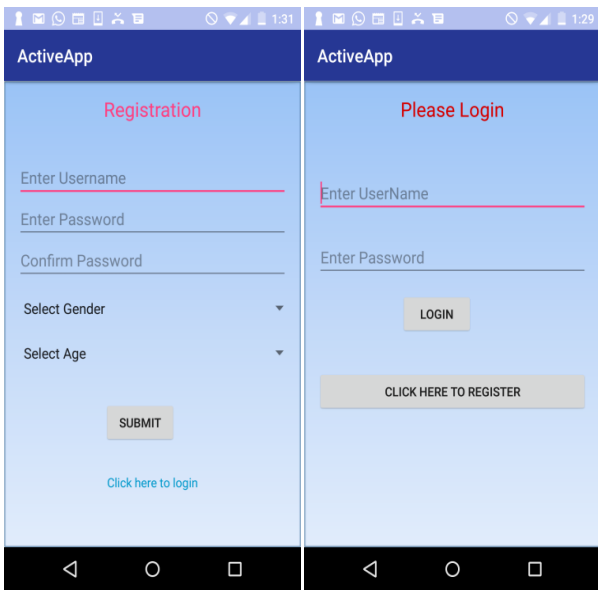 1:31
ActiveApp
Registration
Enter Username
Enter Password
Confirm Password
Select Gender
Select Age
SUBMIT
Click here to login
1:29
ActiveApp
Please Login
Enter UserName
Enter Password
LOGIN
CLICK HERE TO REGISTER